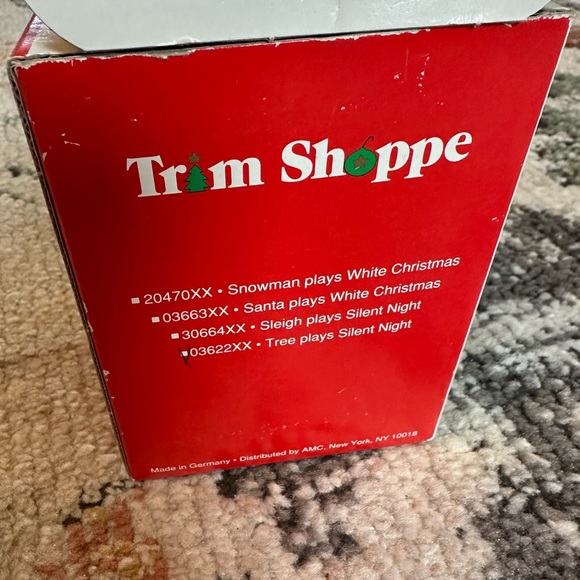 Trim Shoppe
20470XX • Snowman plays White Christmas
03663XX • Santa plays White Christmas
30664XX • Sleigh plays Silent Night
03622XX • Tree plays Silent Night
Made in Germany • Distributed by AMC, New York, NY 10018